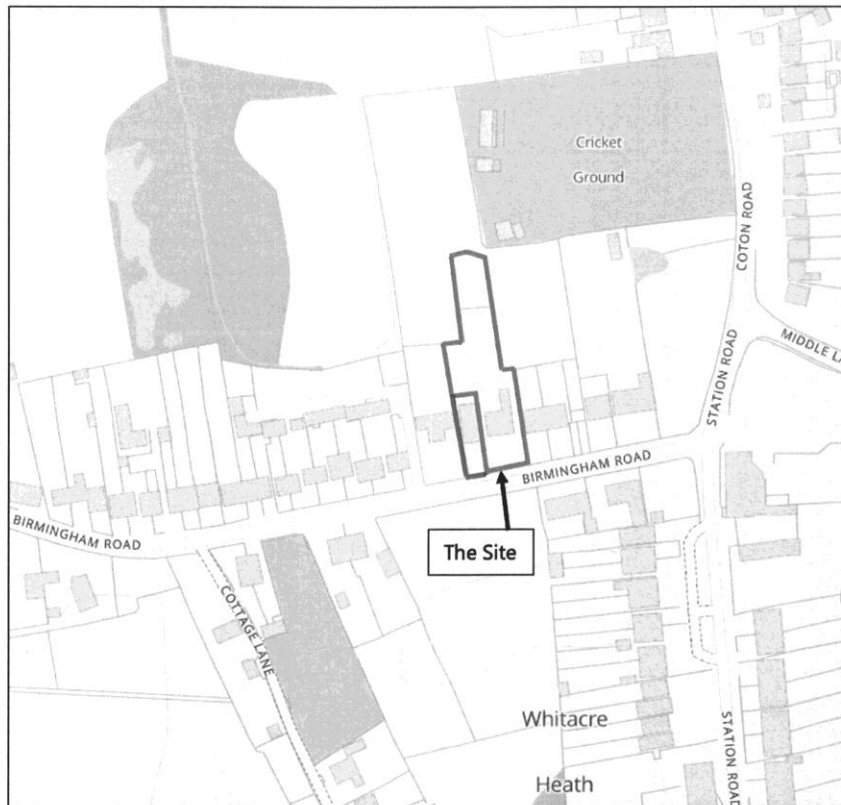 Cricket
Ground
COTON ROAD
MIDDLE LA
STATION ROAD
BIRMINGHAM ROAD
BIRMINGHAM ROAD
The Site
COTTAGE LANE
Whitacre
Heath
STATION ROAD